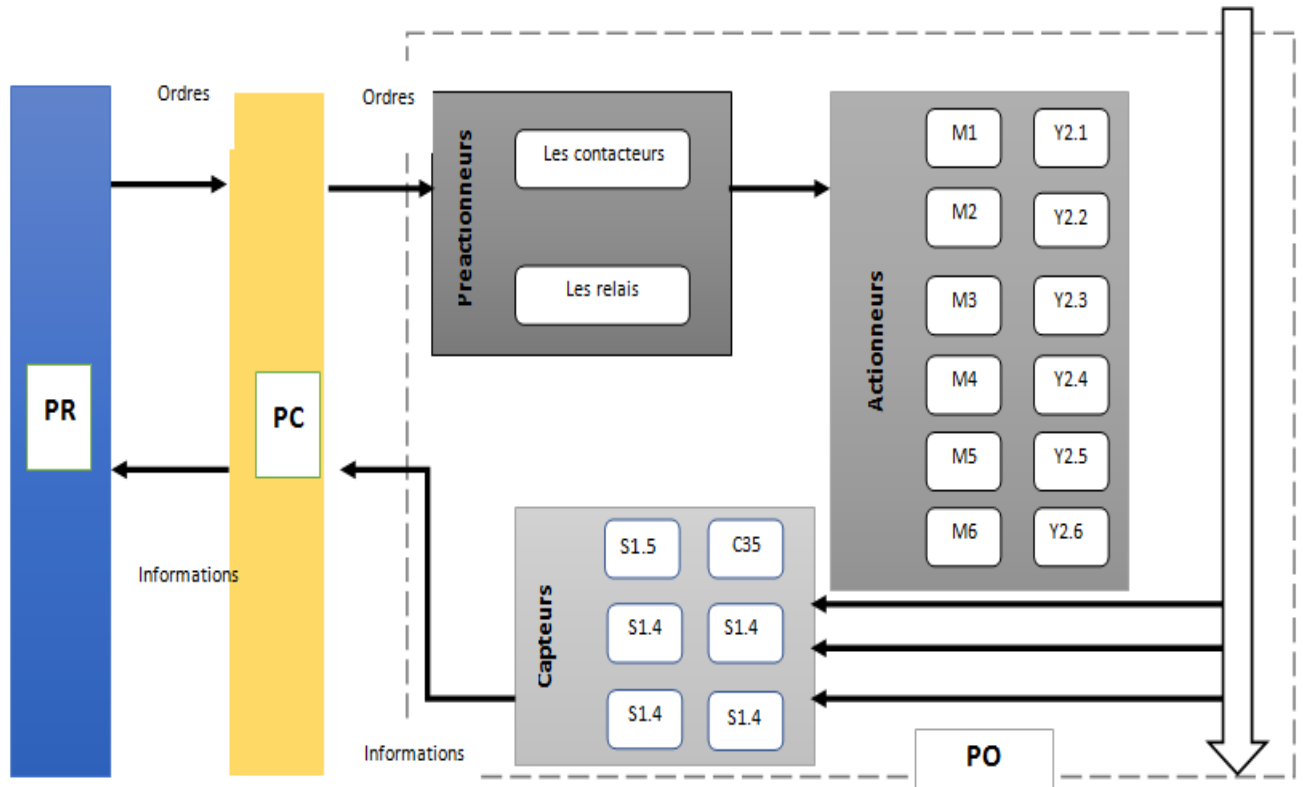 Ordres
Ordres
PR
PC
Preactionneurs
Les contacteurs
Les relais
Actionneurs
M1 Y2.1
M2 Y2.2
M3 Y2.3
M4 Y2.4
M5 Y2.5
M6 Y2.6
Capteurs
S1.5 C35
S1.4 S1.4
S1.4 S1.4
Informations
Informations
PO